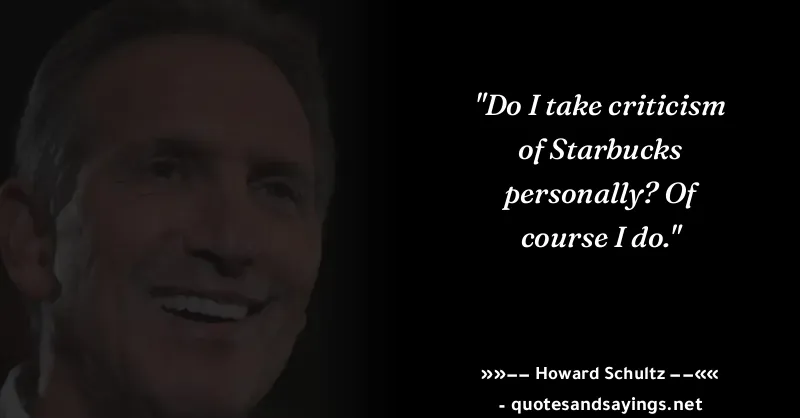 "Do I take criticism
of Starbucks
personally? Of
course I do."
»»–– Howard Schultz ––««
- quotesandsayings.net